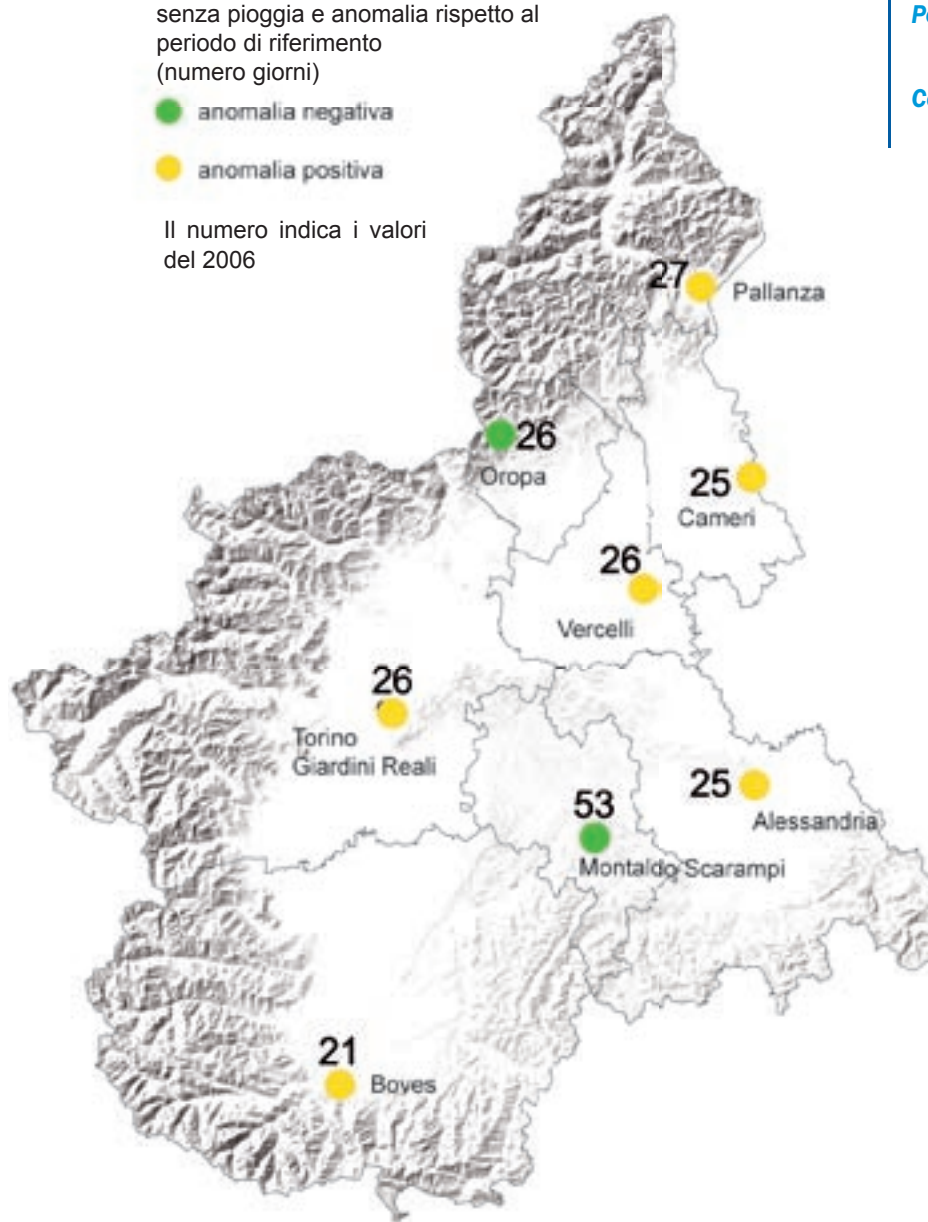 senza pioggia e anomalia rispetto al
periodo di riferimento
(numero giorni)
anomalia negativa
anomalia positiva
Il numero indica i valori
del 2006
27
Pallanza
26
Oropa
25
Cameri
26
Vercelli
26
Torino
Giardini Reali
25
Alessandria
53
Montaldo Scarampi
21
Boves